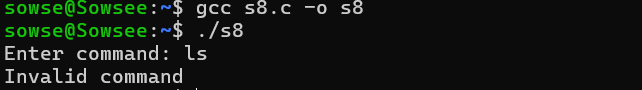 sowse@Sowsee:~$ gcc s8.c -o s8
sowse@Sowsee:~$ ./s8
Enter command: ls
Invalid command